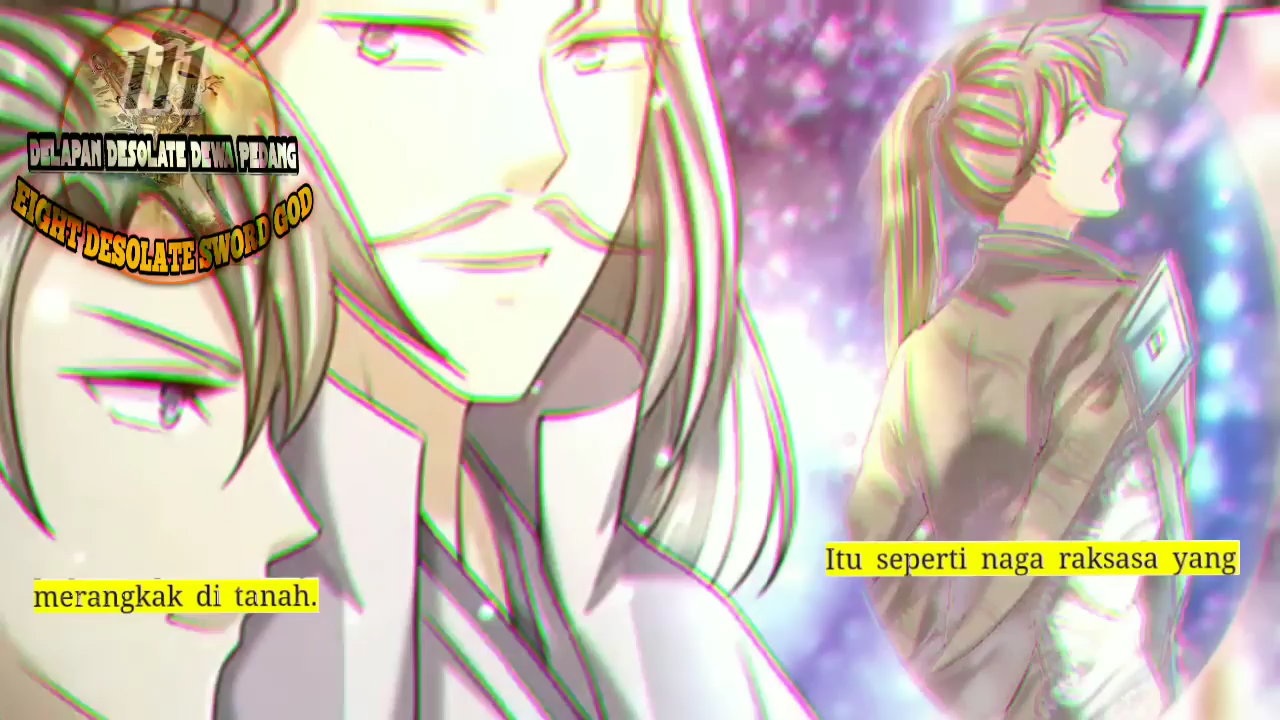 111
DELAPAN DESOLATE DEWA PEDANG
EIGHT DESOLATE SWORD GOD
Itu seperti naga raksasa yang
merangkak di tanah.